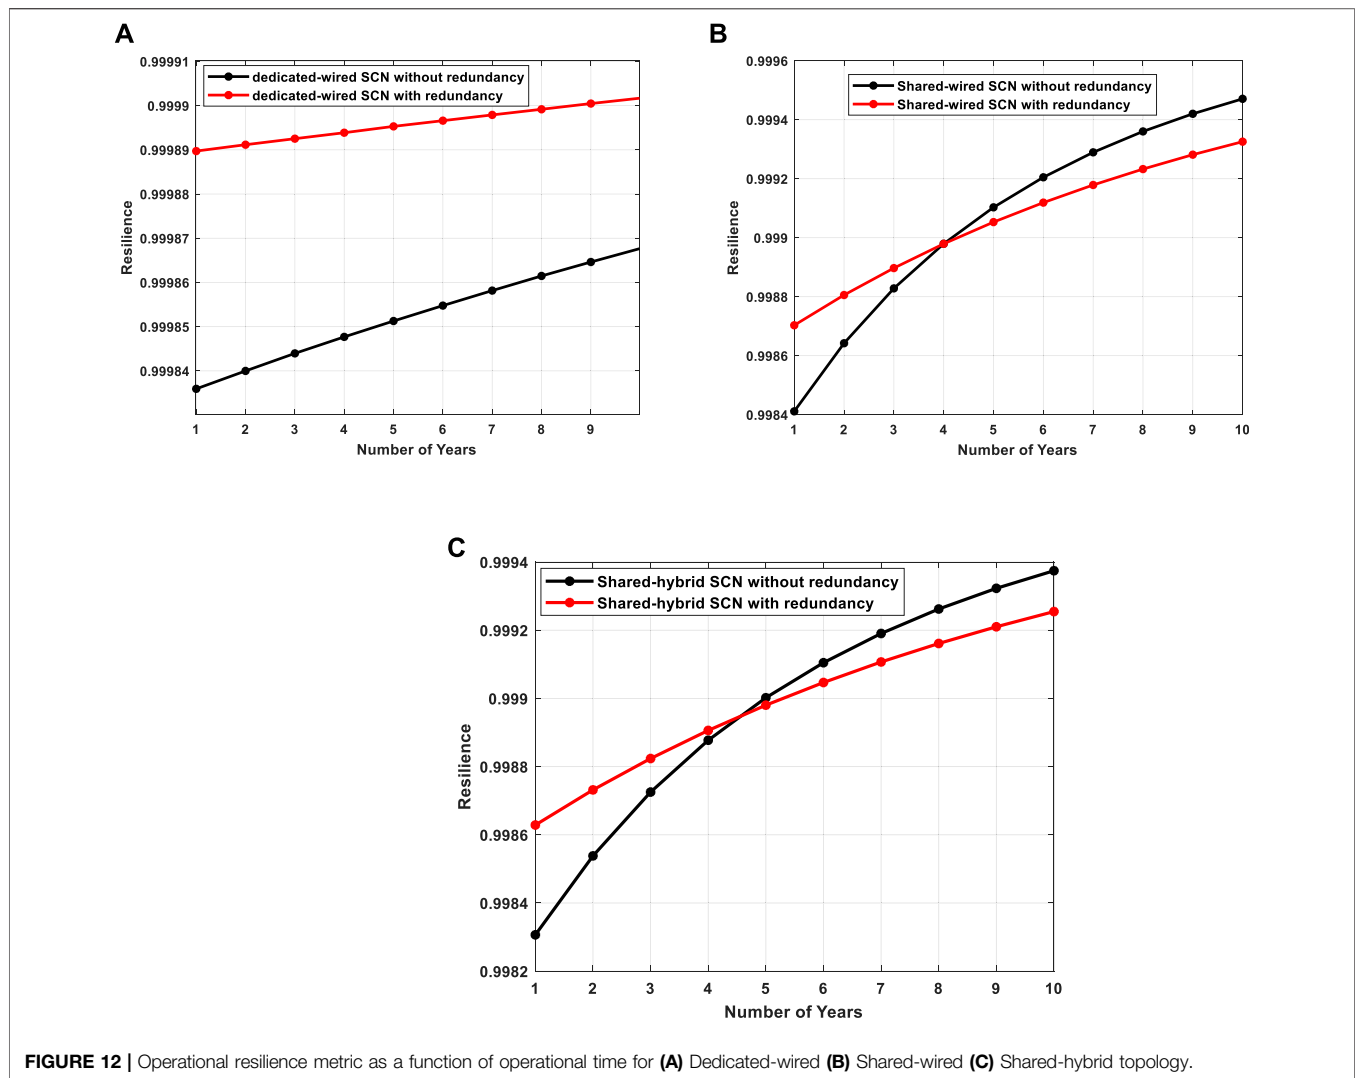 A
0.99991
0.9999
0.99989
0.99988
0.99987
0.99986
0.99985
0.99984
Resilience
dedicated-wired SCN without redundancy
dedicated-wired SCN with redundancy
1 2 3 4 5 6 7 8 9
Number of Years
B
0.9996
0.9994
0.9992
0.999
0.9988
0.9986
0.9984
Resilience
Shared-wired SCN without redundancy
Shared-wired SCN with redundancy
1 2 3 4 5 6 7 8 9 10
Number of Years
C
0.9994
0.9992
0.999
0.9988
0.9986
0.9984
0.9982
Resilience
Shared-hybrid SCN without redundancy
Shared-hybrid SCN with redundancy
1 2 3 4 5 6 7 8 9 10
Number of Years
FIGURE 12 | Operational resilience metric as a function of operational time for (A) Dedicated-wired (B) Shared-wired (C) Shared-hybrid topology.